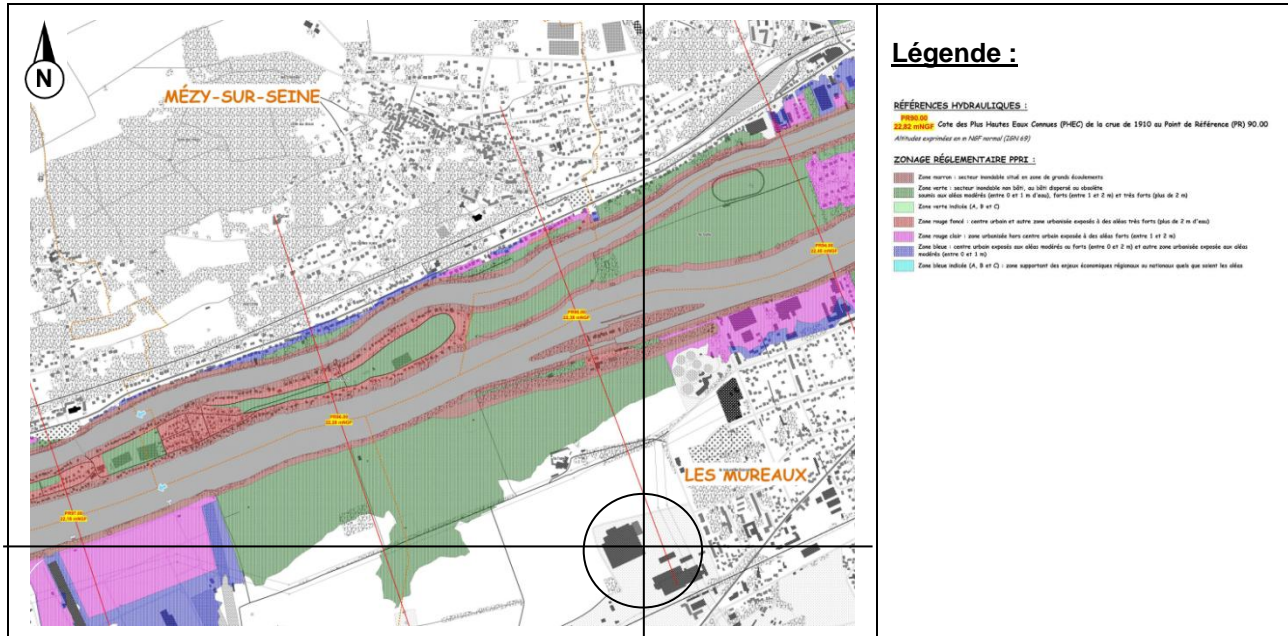 N
MÉZY-SUR-SEINE
LES MUREAUX
Légende :
RÉFÉRENCES HYDRAULIQUES :
PR90.00
22,82 mNGF
Cote des Plus Hautes Eaux Connues (PHEC) de la crue de 1910 au Point de Référence (PR) 90.00
Altitudes exprimées en m NGF normal (IGN 69)
ZONAGE RÉGLEMENTAIRE PPRI :
Zone marron : secteur inondable situé en zone de grands écoulements
Zone verte : secteur inondable non bâti, au bâti dispersé ou obsolète
soumis aux aléas modérés (entre 0 et 1 m d'eau), forts (entre 1 et 2 m) et très forts (plus de 2 m)
Zone verte indicée (A, B et C)
Zone rouge foncé : centre urbain et autre zone urbanisée exposés à des aléas très forts (plus de 2 m d'eau)
Zone rouge clair : zone urbanisée hors centre urbain exposée à des aléas forts (entre 1 et 2 m)
Zone bleue : centre urbain exposés aux aléas modérés ou forts (entre 0 et 2 m) et autre zone urbanisée exposée aux aléas
modérés (entre 0 et 1 m)
Zone bleue indicée (A, B et C) : zone supportant des enjeux économiques régionaux ou nationaux quels que soient les aléas